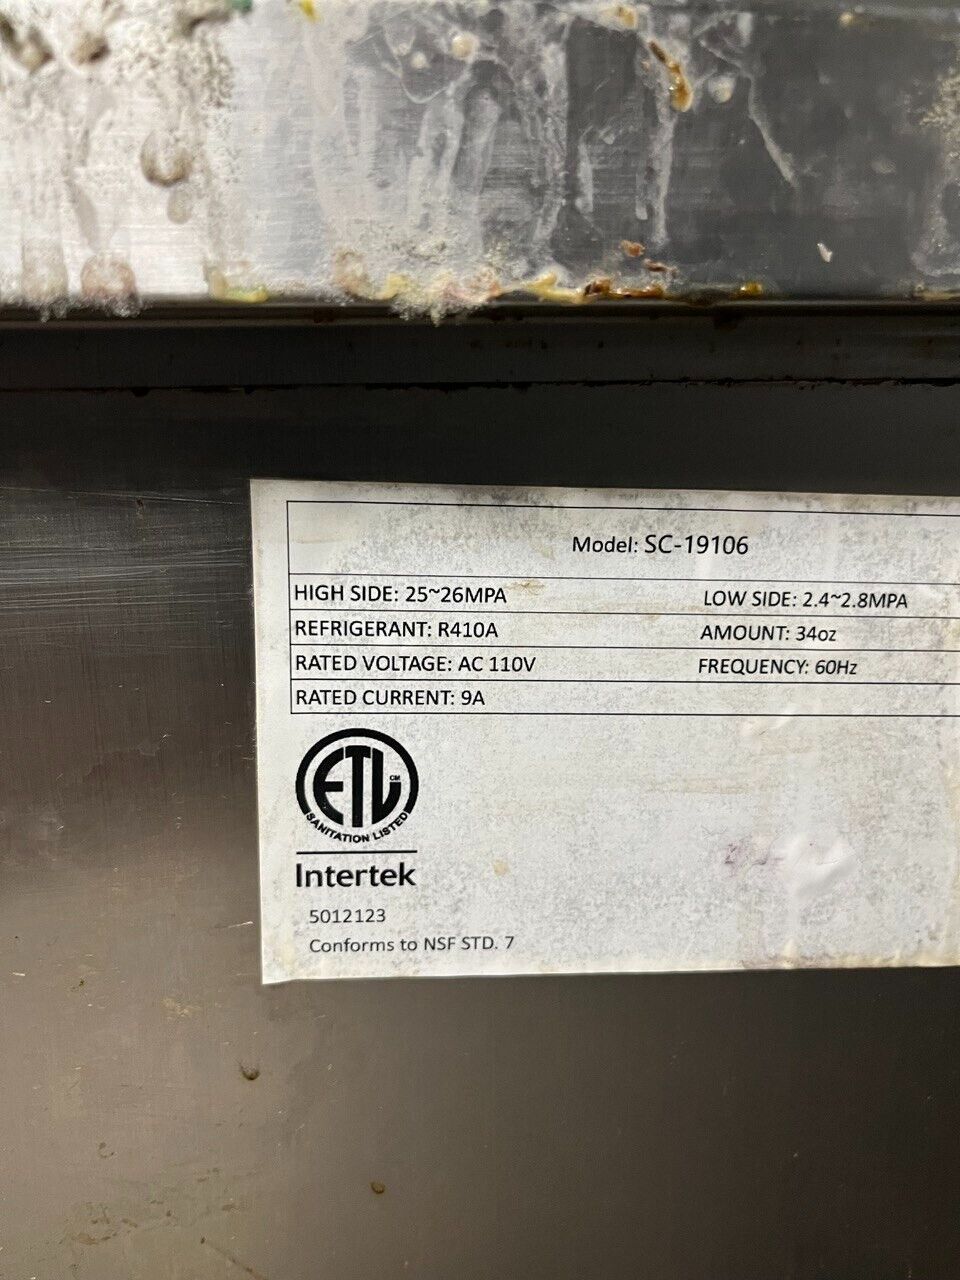 Model: SC-19106
HIGH SIDE: 25~26MPA LOW SIDE: 2.4~2.8MPA
REFRIGERANT: R410A AMOUNT: 34oz
RATED VOLTAGE: AC 110V FREQUENCY: 60Hz
RATED CURRENT: 9A
ETL CM
SANITATION LISTED
Intertek
5012123
Conforms to NSF STD. 7